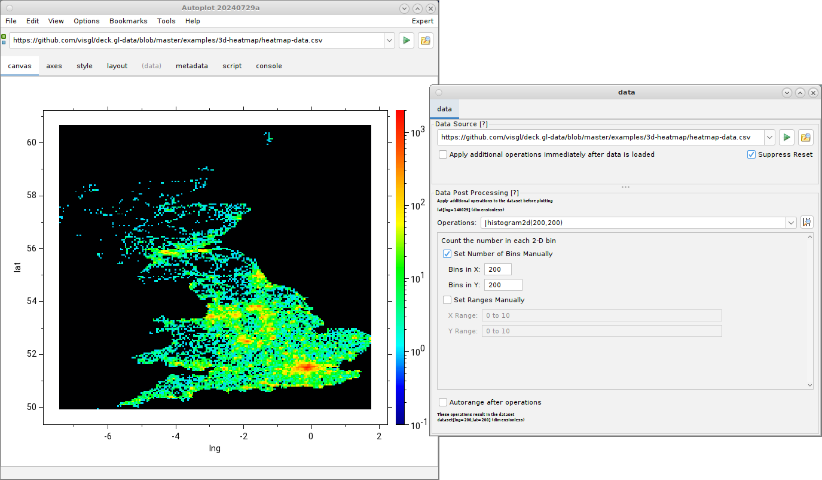 Autoplot 20240729a
File Edit View Options Bookmarks Tools Help Expert
https://github.com/visgl/deck.gl-data/blob/master/examples/3d-heatmap/heatmap-data.csv
canvas axes style layout (data) metadata script console
60
58
56
54
52
50
lat
-6 -4 -2 0 2
lng
10^3
10^2
10^1
10^0
10^-1
data
data
Data Source [?]
https://github.com/visgl/deck.gl-data/blob/master/examples/3d-heatmap/heatmap-data.csv
Apply additional operations immediately after data is loaded Suppress Reset
Data Post Processing [?]
Apply additional operations to the dataset before plotting
Operations: |histogram2d(200,200)
Count the number in each 2-D bin
Set Number of Bins Manually
Bins in X: 200
Bins in Y: 200
Set Ranges Manually
X Range: 0 to 10
Y Range: 0 to 10
Autorange after operations
These operations result in the dataset
dataset[lng=200,lat=200] (dimensionless)